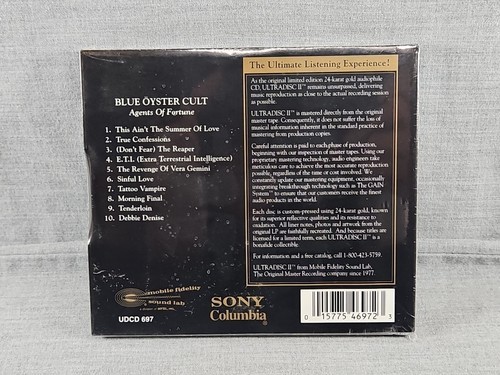 BLUE ÖYSTER CULT
Agents Of Fortune
1. This Ain't The Summer Of Love
2. True Confessions
3. (Don't Fear) The Reaper
4. E.T.I. (Extra Terrestrial Intelligence)
5. The Revenge Of Vera Gemini
6. Sinful Love
7. Tattoo Vampire
8. Morning Final
9. Tenderloin
10. Debbie Denise
mobile fidelity
sound lab
UDCD 697
The Ultimate Listening Experience!
As the original limited edition 24-karat gold audiophile
CD, ULTRADISC II™ remains unsurpassed, delivering
music reproduction as close to the actual recording session
as possible.
ULTRADISC II™ is mastered directly from the original
master tape. Consequently, it does not suffer the loss of
musical information inherent in the standard practice of
mastering from production copies.
Careful attention is paid to each phase of production,
beginning with our inspection of master tapes. Using our
proprietary mastering technology, audio engineers take
meticulous care to achieve the most accurate reproduction
possible, regardless of the time or cost involved. We
constantly update our mastering equipment, occasionally
integrating breakthrough technology such as The GAIN
System™ to ensure that our customers receive the finest
audio products in the world.
Each disc is custom-pressed using 24-karat gold, known
for its superior reflective qualities and its resistance to
oxidation. All liner notes, photos and artwork from the
original LP are faithfully recreated. And because titles are
licensed for a limited term, each ULTRADISC II™ is a
bonafide collectible.
For information and a free catalog, call 1-800-423-5759.
ULTRADISC II™ from Mobile Fidelity Sound Lab,
The Original Master Recording company since 1977.
SONY
Columbia
0 15775 46972 3